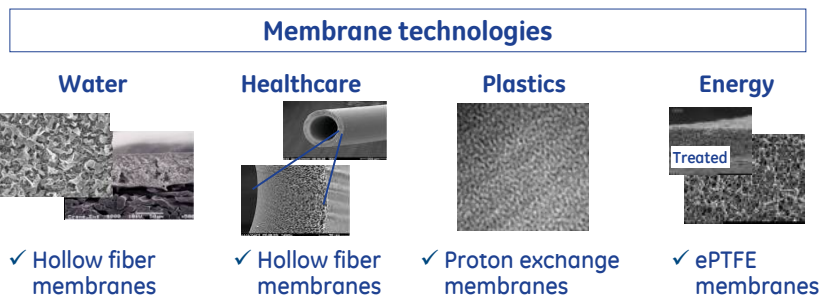 Membrane technologies
Water
Healthcare
Plastics
Energy
Treated
✓ Hollow fiber
membranes
✓ Hollow fiber
membranes
✓ Proton exchange
membranes
✓ ePTFE
membranes